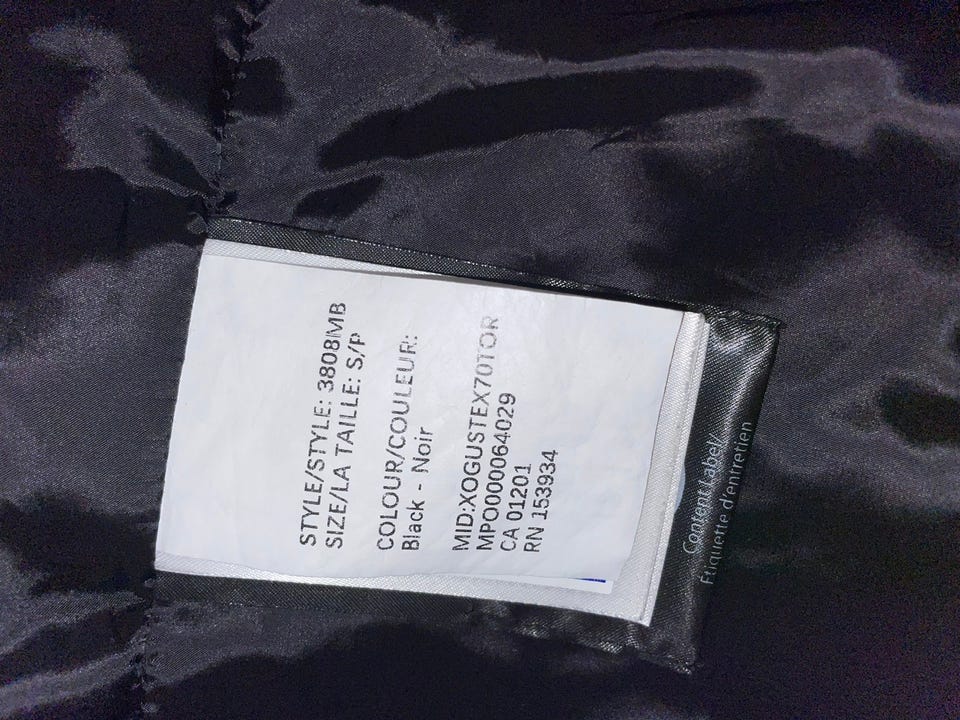 STYLE/STYLE: 3808MB
SIZE/LA TAILLE: S/P
COLOUR/COULEUR:
Black - Noir
MID:XOGUSTEX70TOR
MPO0000064029
CA 01201
RN 153934
Content Label
Étiquette d'entretien